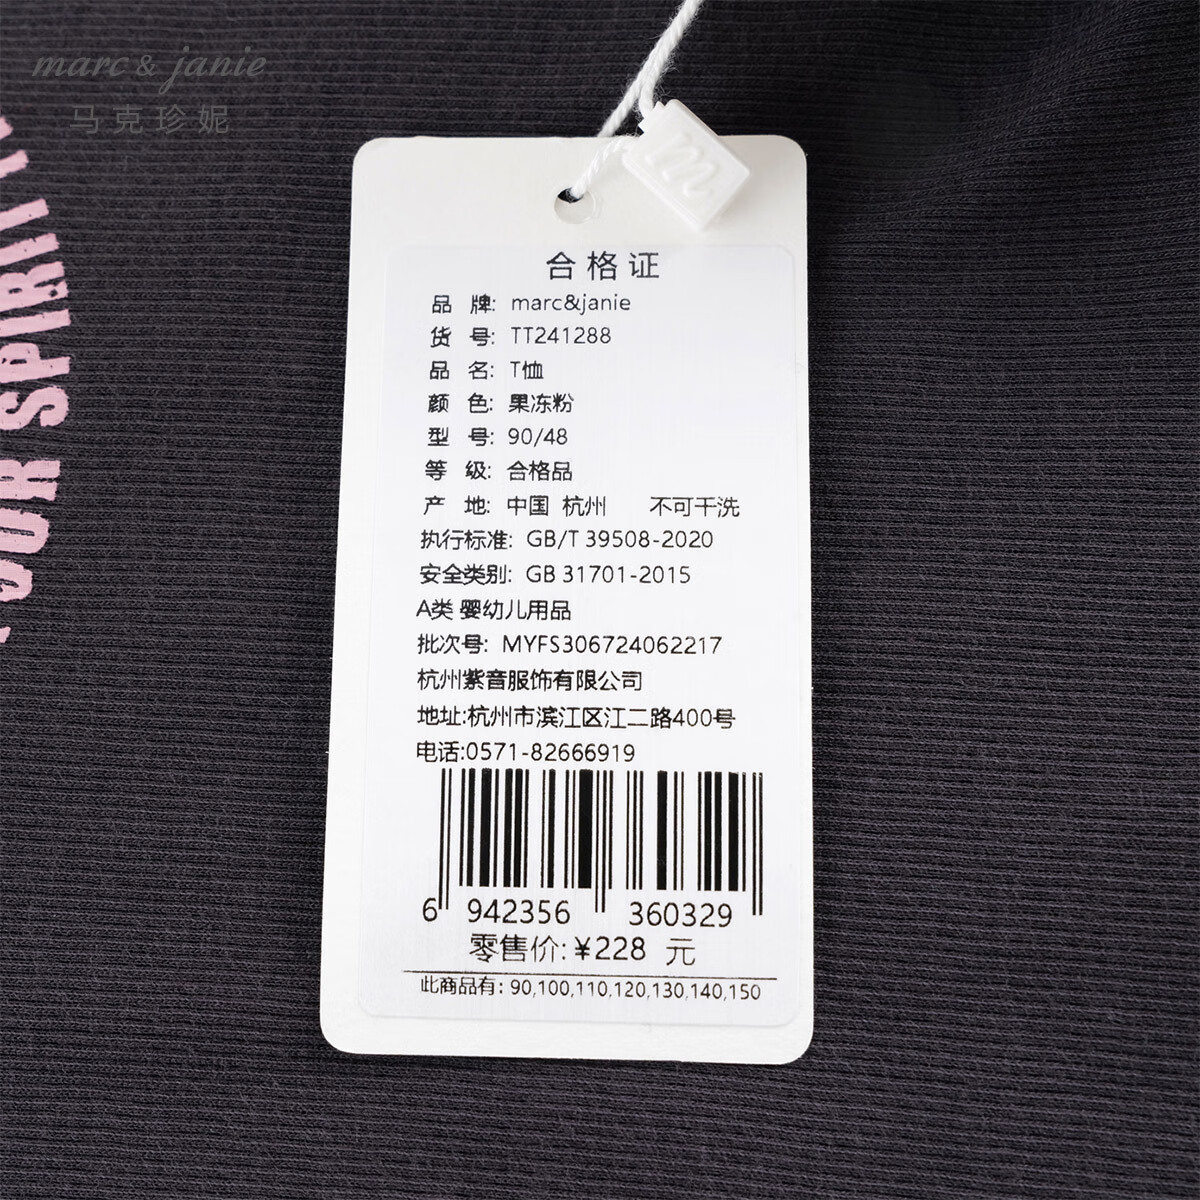 marc & janie
马克珍妮
OUR SPIRIT
m
合格证
品 牌: marc&janie
货 号: TT241288
品 名: T恤
颜 色: 果冻粉
型 号: 90/48
等 级: 合格品
产 地: 中国 杭州 不可干洗
执行标准: GB/T 39508-2020
安全类别: GB 31701-2015
A类 婴幼儿用品
批次号: MYFS306724062217
杭州紫音服饰有限公司
地址:杭州市滨江区江二路400号
电话:0571-82666919
6 942356 360329
零售价: ¥228 元
此商品有: 90,100,110,120,130,140,150